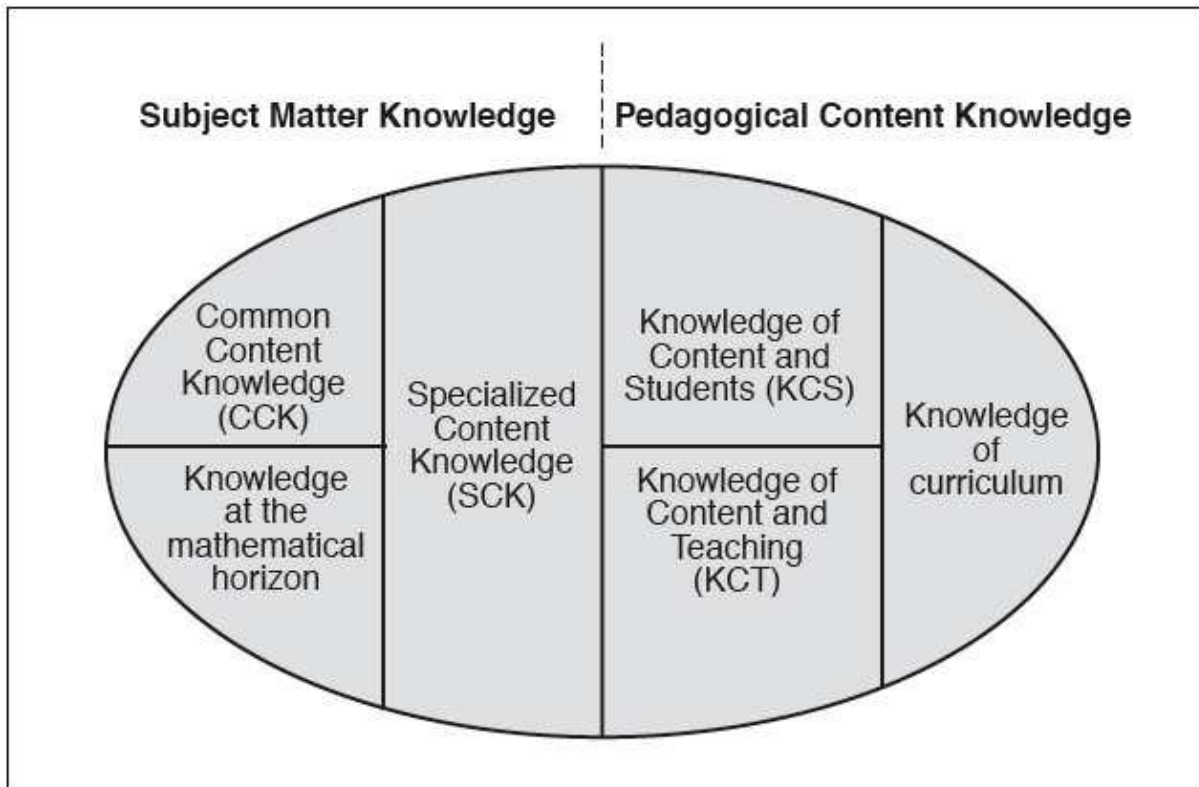 Subject Matter Knowledge
Pedagogical Content Knowledge
Common
Content
Knowledge
(CCK)
Knowledge
at the
mathematical
horizon
Specialized
Content
Knowledge
(SCK)
Knowledge of
Content and
Students (KCS)
Knowledge of
Content and
Teaching
(KCT)
Knowledge
of
curriculum